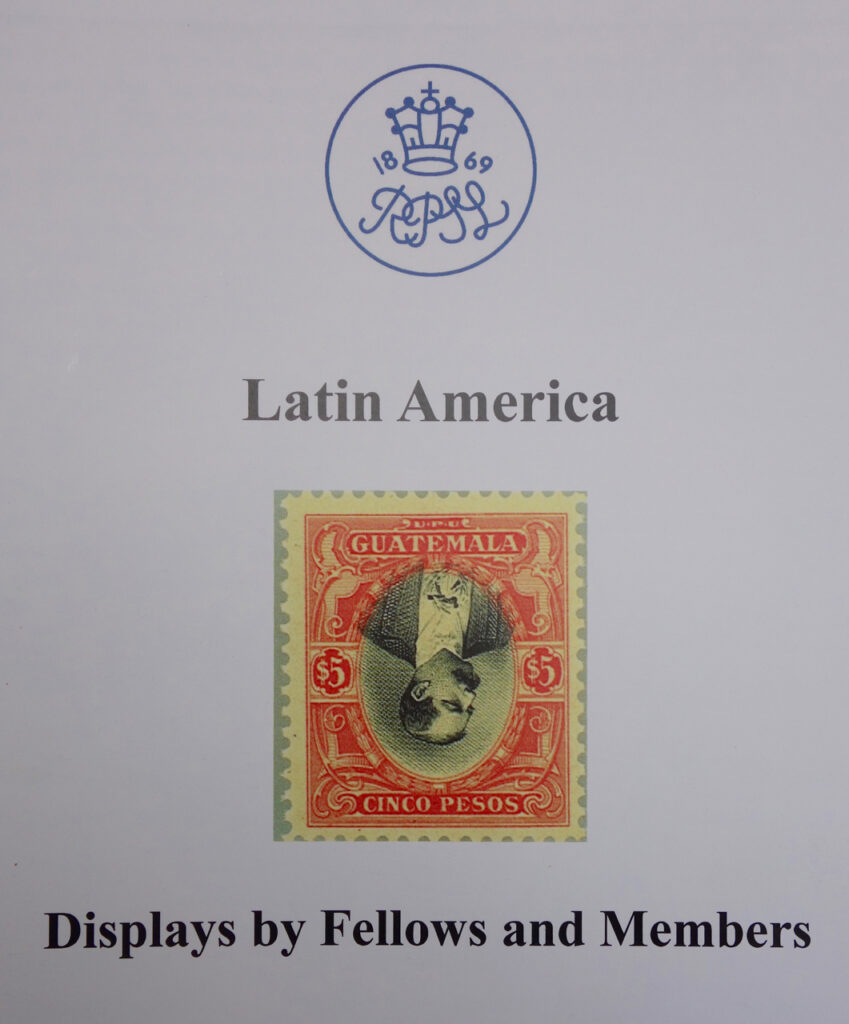 18 69
RPSL
Latin America
U·P·U
GUATEMALA
$5 $5
CINCO PESOS
Displays by Fellows and Members